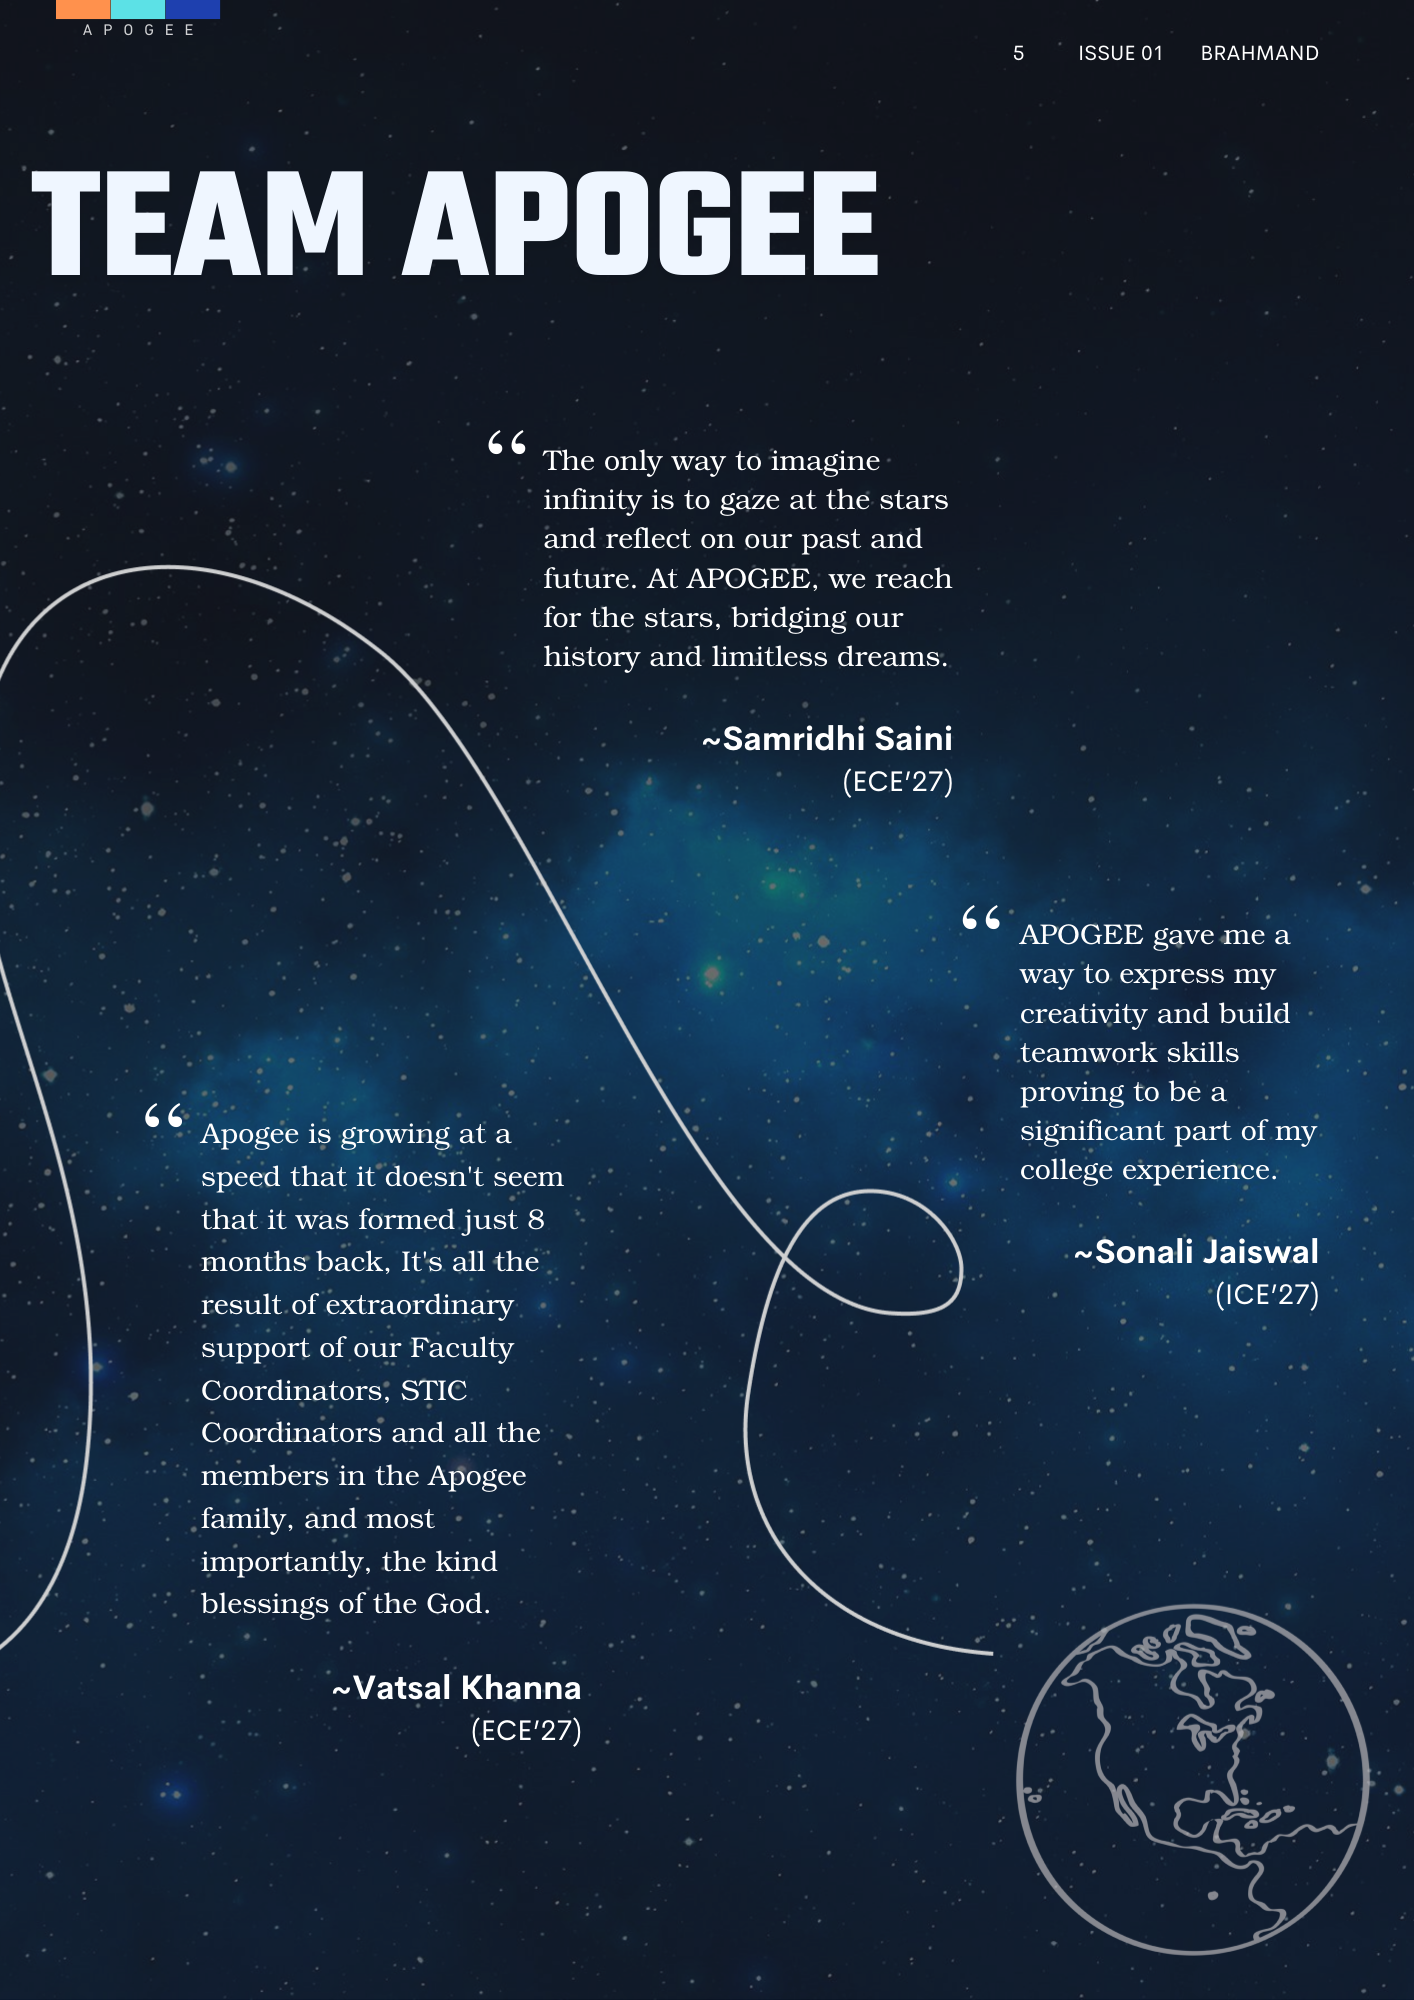 APOGEE
5 ISSUE 01 BRAHMAND
TEAM APOGEE
“ The only way to imagine
infinity is to gaze at the stars
and reflect on our past and
future. At APOGEE, we reach
for the stars, bridging our
history and limitless dreams.
~Samridhi Saini
(ECE’27)
“ APOGEE gave me a
way to express my
creativity and build
teamwork skills
proving to be a
significant part of my
college experience.
~Sonali Jaiswal
(ICE’27)
“ Apogee is growing at a
speed that it doesn't seem
that it was formed just 8
months back, It's all the
result of extraordinary
support of our Faculty
Coordinators, STIC
Coordinators and all the
members in the Apogee
family, and most
importantly, the kind
blessings of the God.
~Vatsal Khanna
(ECE’27)